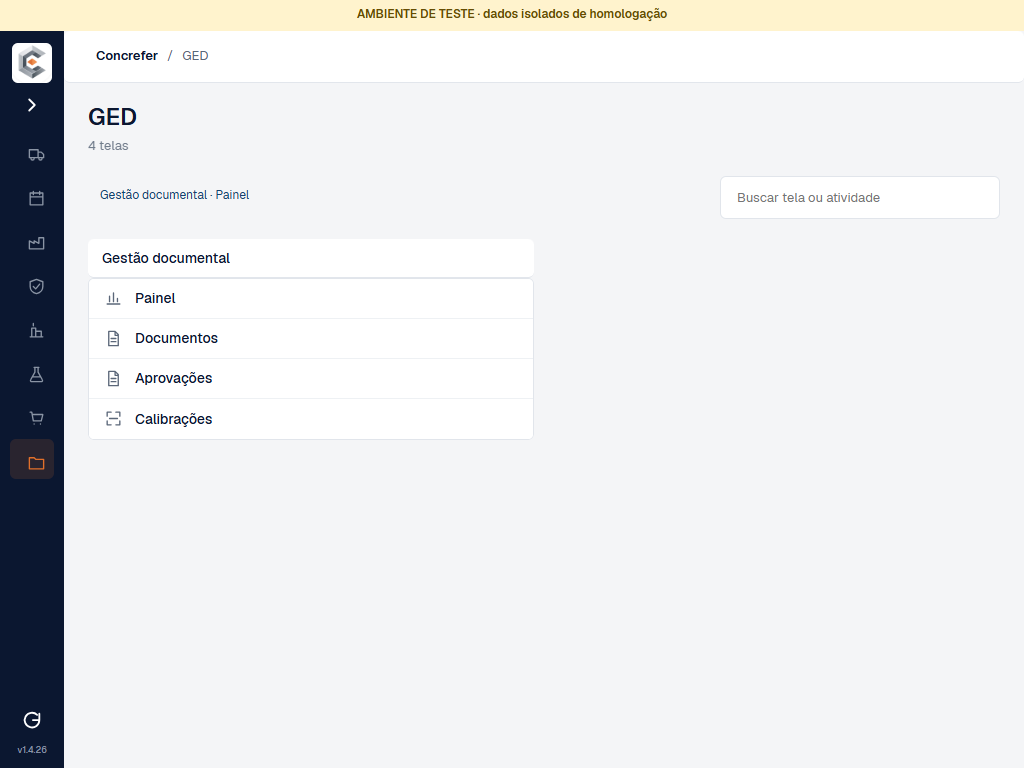 AMBIENTE DE TESTE · dados isolados de homologação
Concrefer / GED
GED
4 telas
Gestão documental · Painel
Buscar tela ou atividade
Gestão documental
Painel
Documentos
Aprovações
Calibrações
v1.4.26